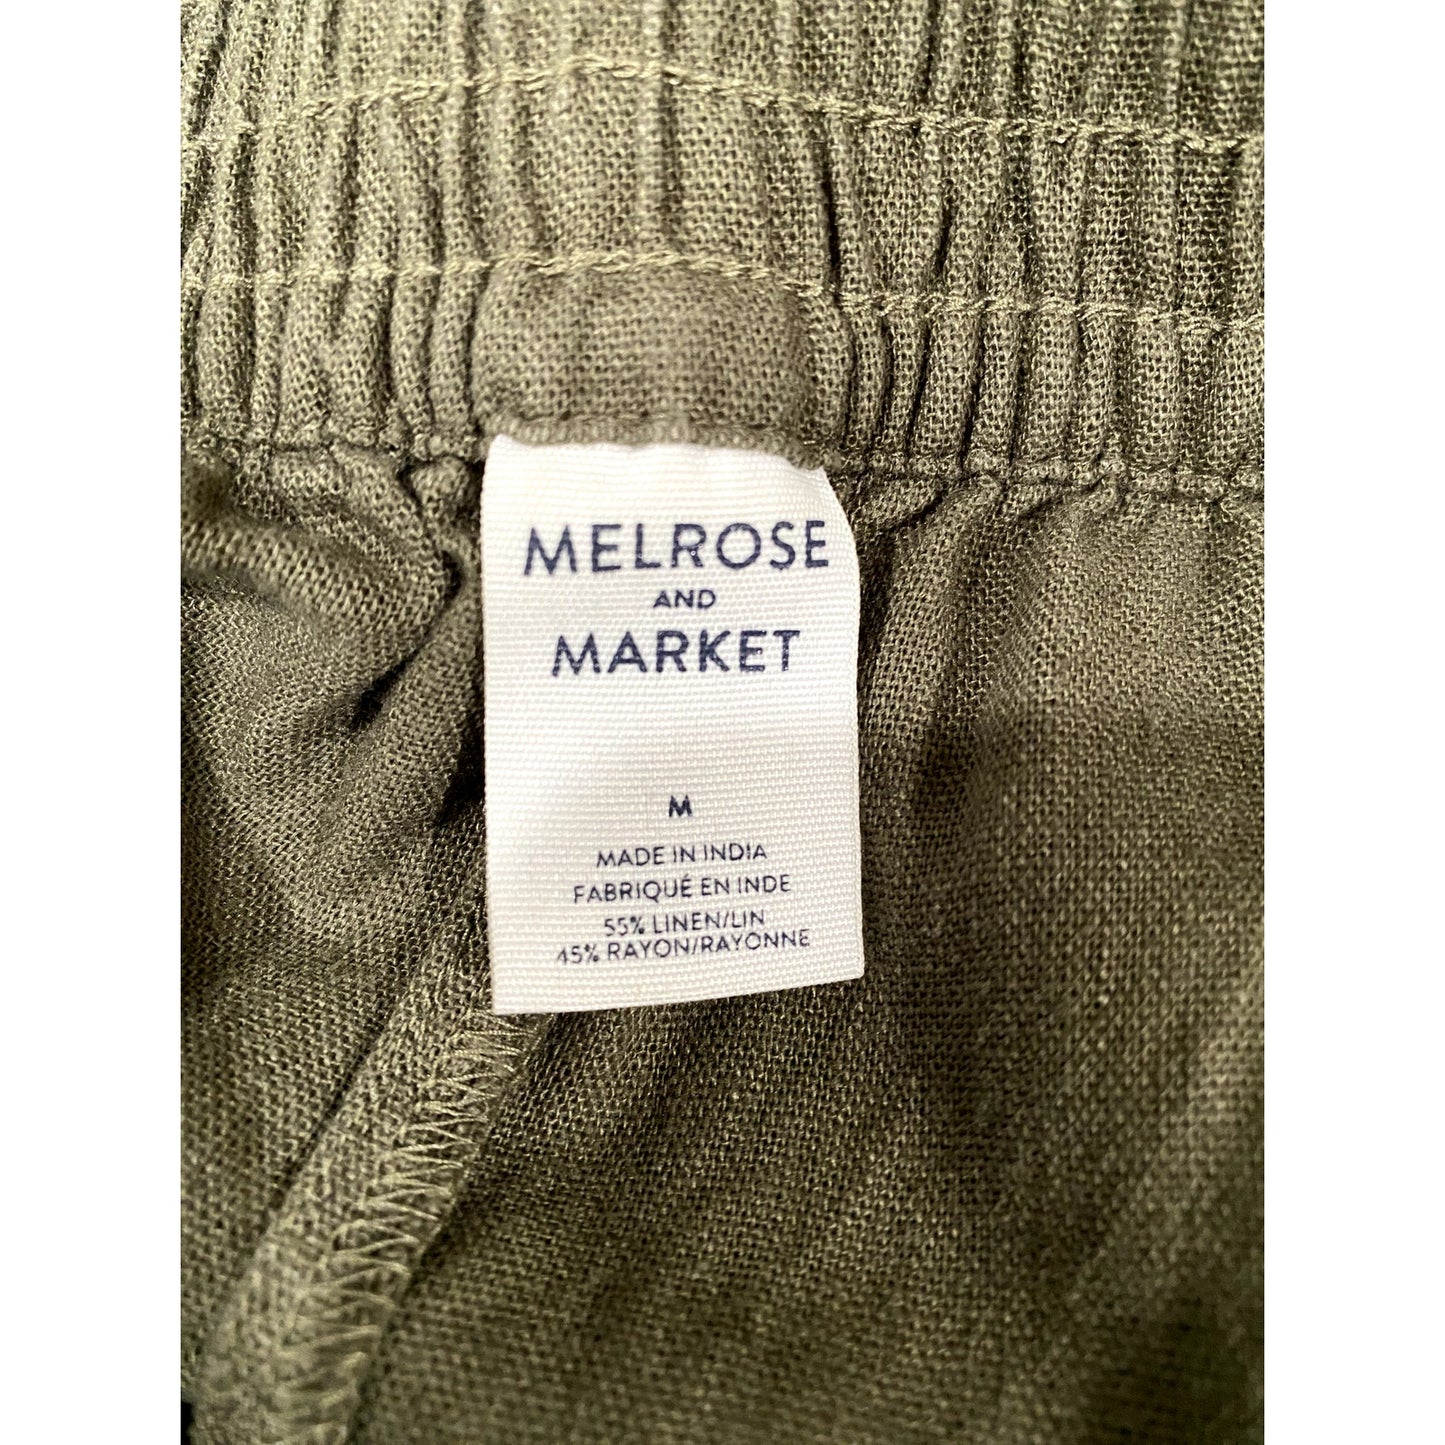 MELROSE
AND
MARKET
M
MADE IN INDIA
FABRIQUÉ EN INDE
55% LINEN/LIN
45% RAYON/RAYONNE